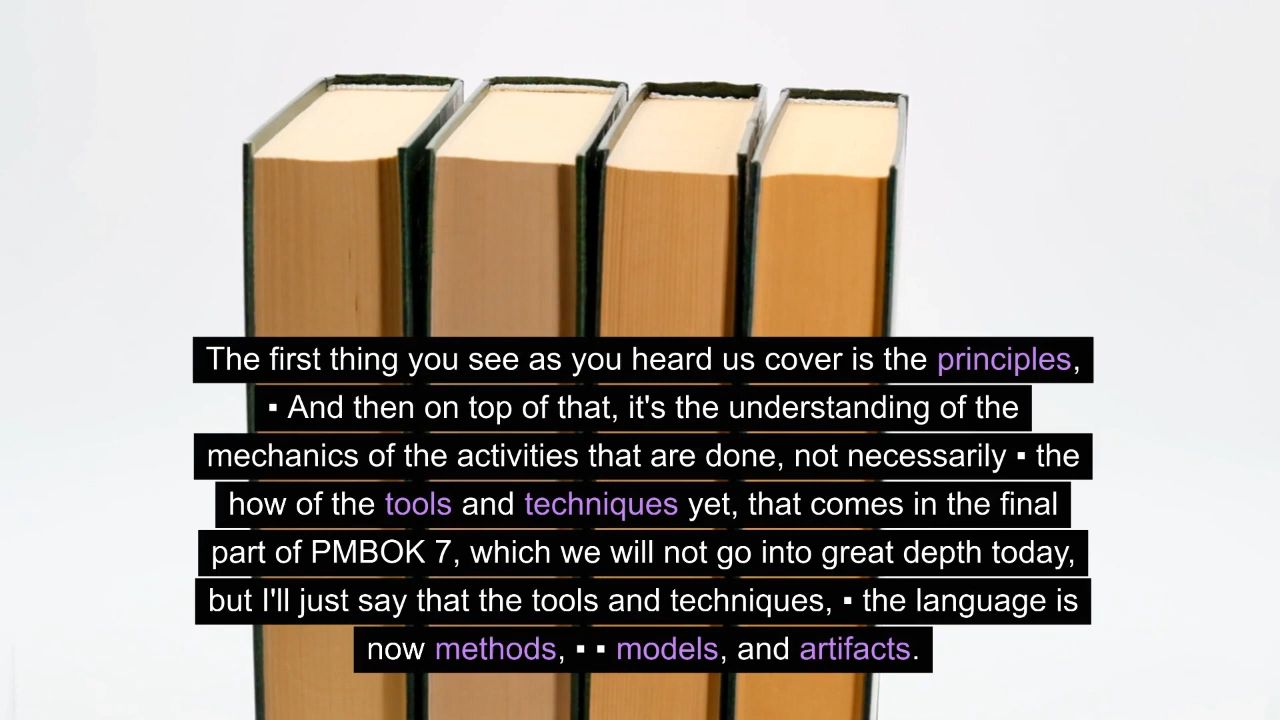 The first thing you see as you heard us cover is the principles,
▪ And then on top of that, it's the understanding of the
mechanics of the activities that are done, not necessarily ▪ the
how of the tools and techniques yet, that comes in the final
part of PMBOK 7, which we will not go into great depth today,
but I'll just say that the tools and techniques, ▪ the language is
now methods, ▪ ▪ models, and artifacts.